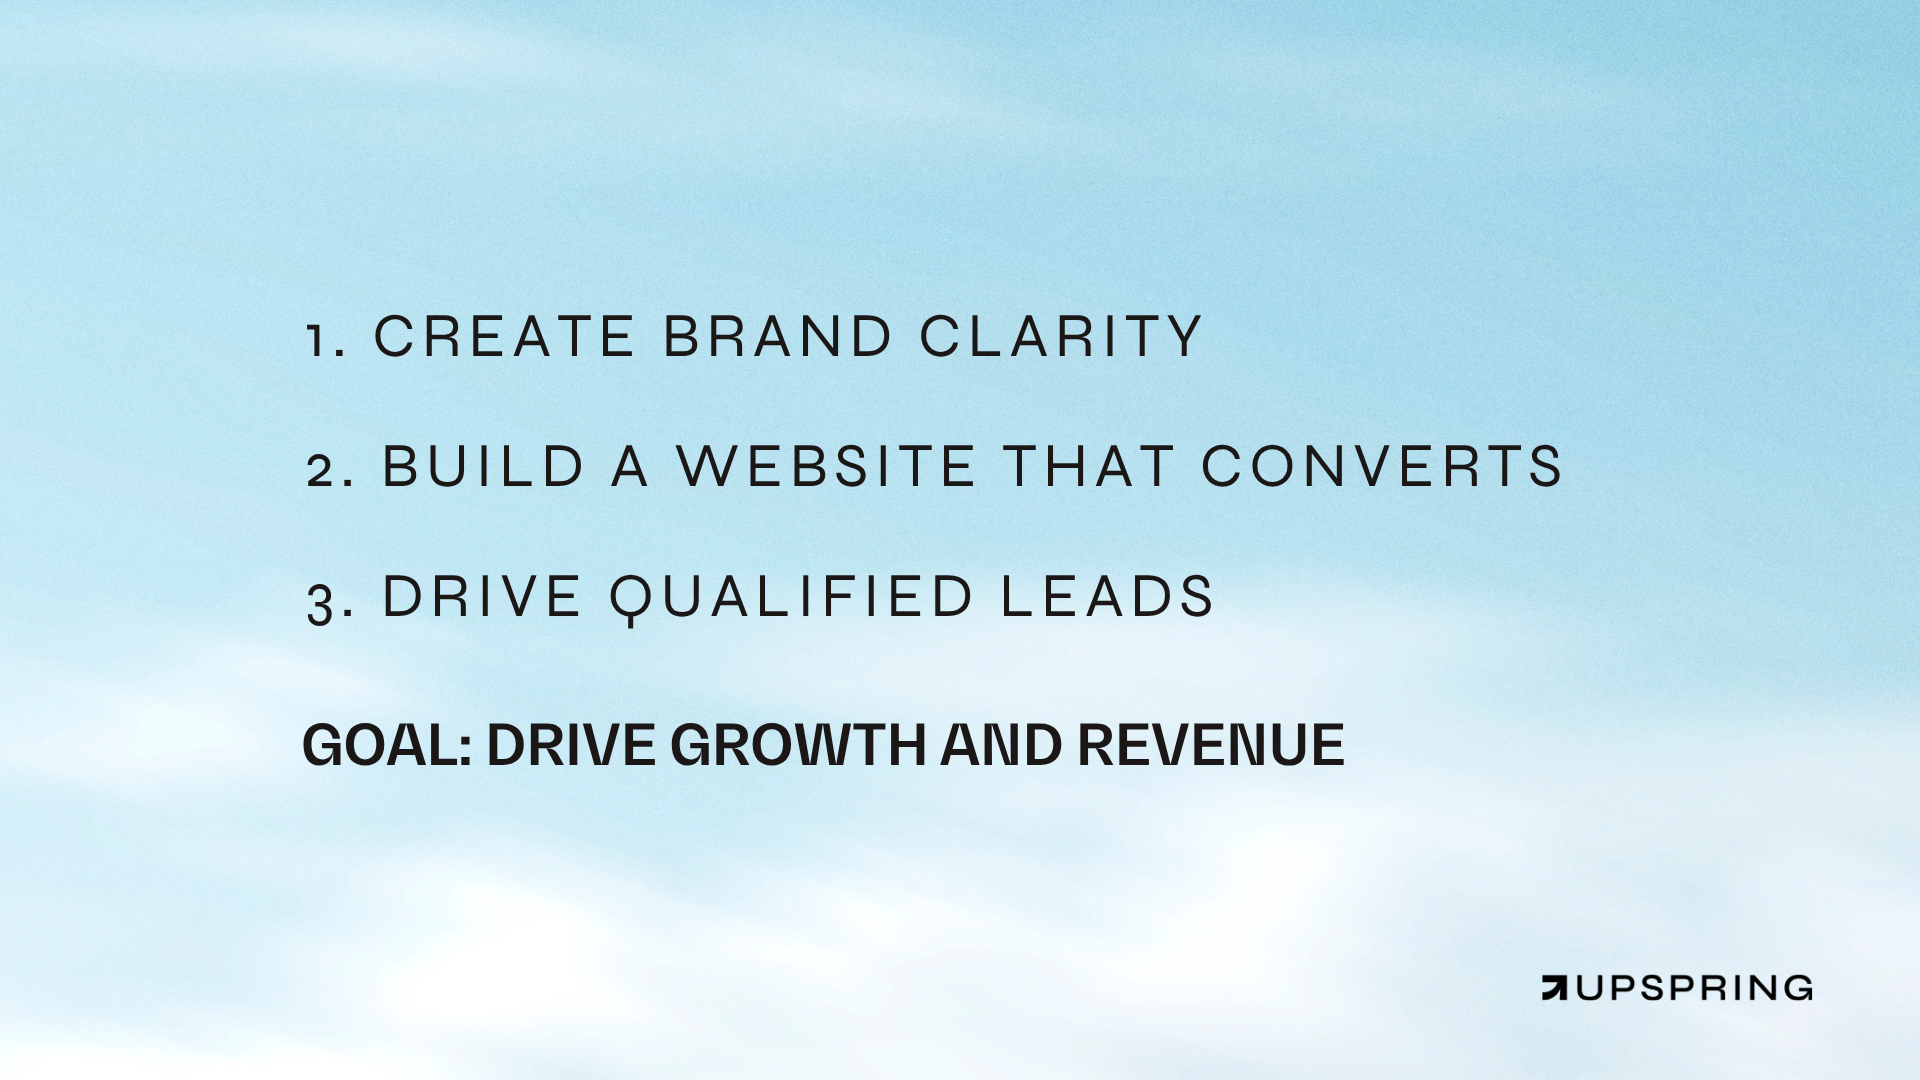 1. CREATE BRAND CLARITY
2. BUILD A WEBSITE THAT CONVERTS
3. DRIVE QUALIFIED LEADS
GOAL: DRIVE GROWTH AND REVENUE
UPSPRING